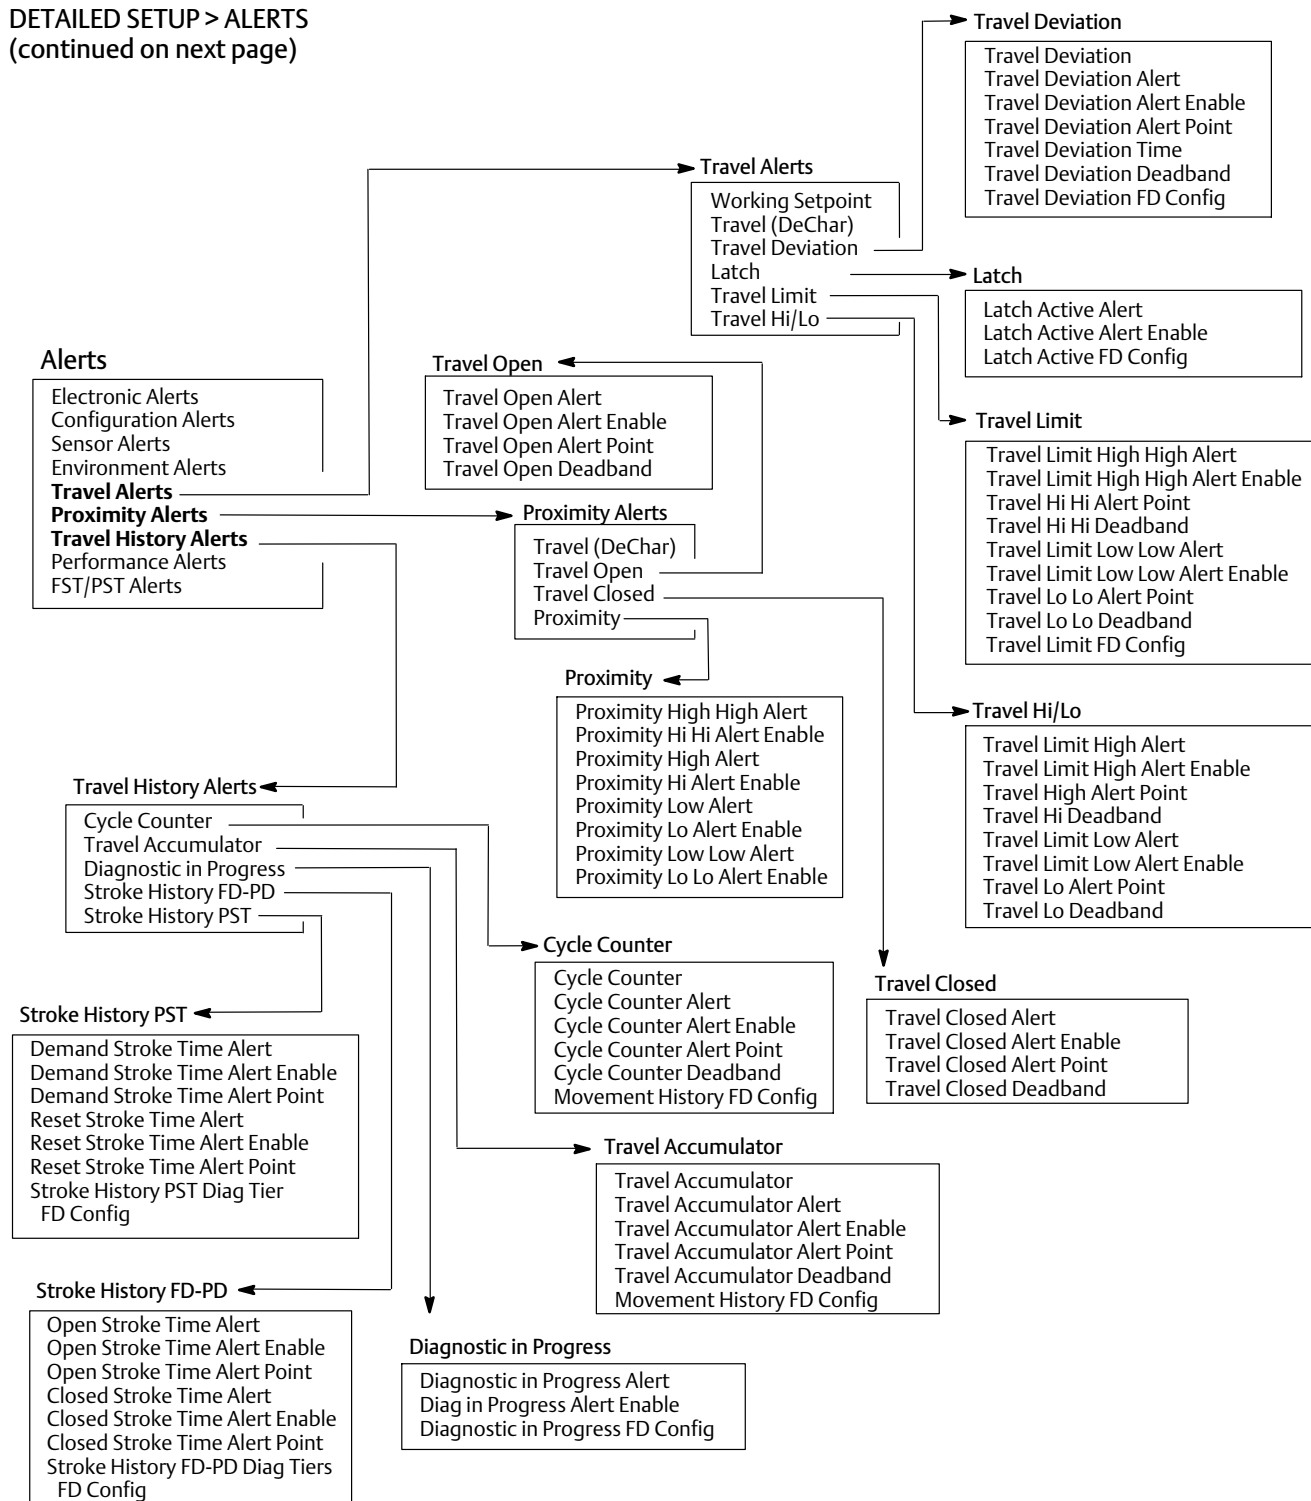 DETAILED SETUP > ALERTS
(continued on next page)
Travel Deviation
Travel Deviation
Travel Deviation Alert
Travel Deviation Alert Enable
Travel Deviation Alert Point
Travel Deviation Time
Travel Deviation Deadband
Travel Deviation FD Config
Travel Alerts
Working Setpoint
Travel (DeChar)
Travel Deviation
Latch
Travel Limit
Travel Hi/Lo
Latch
Latch Active Alert
Latch Active Alert Enable
Latch Active FD Config
Alerts
Electronic Alerts
Configuration Alerts
Sensor Alerts
Environment Alerts
Travel Alerts
Proximity Alerts
Travel History Alerts
Performance Alerts
FST/PST Alerts
Travel Open
Travel Open Alert
Travel Open Alert Enable
Travel Open Alert Point
Travel Open Deadband
Travel Limit
Travel Limit High High Alert
Travel Limit High High Alert Enable
Travel Hi Hi Alert Point
Travel Hi Hi Deadband
Travel Limit Low Low Alert
Travel Limit Low Low Alert Enable
Travel Lo Lo Alert Point
Travel Lo Lo Deadband
Travel Limit FD Config
Proximity Alerts
Travel (DeChar)
Travel Open
Travel Closed
Proximity
Proximity
Proximity High High Alert
Proximity Hi Hi Alert Enable
Proximity High Alert
Proximity Hi Alert Enable
Proximity Low Alert
Proximity Lo Alert Enable
Proximity Low Low Alert
Proximity Lo Lo Alert Enable
Travel Hi/Lo
Travel Limit High Alert
Travel Limit High Alert Enable
Travel High Alert Point
Travel Hi Deadband
Travel Limit Low Alert
Travel Limit Low Alert Enable
Travel Lo Alert Point
Travel Lo Deadband
Travel History Alerts
Cycle Counter
Travel Accumulator
Diagnostic in Progress
Stroke History FD-PD
Stroke History PST
Cycle Counter
Cycle Counter
Cycle Counter Alert
Cycle Counter Alert Enable
Cycle Counter Alert Point
Cycle Counter Deadband
Movement History FD Config
Travel Closed
Travel Closed Alert
Travel Closed Alert Enable
Travel Closed Alert Point
Travel Closed Deadband
Stroke History PST
Demand Stroke Time Alert
Demand Stroke Time Alert Enable
Demand Stroke Time Alert Point
Reset Stroke Time Alert
Reset Stroke Time Alert Enable
Reset Stroke Time Alert Point
Stroke History PST Diag Tier
FD Config
Travel Accumulator
Travel Accumulator
Travel Accumulator Alert
Travel Accumulator Alert Enable
Travel Accumulator Alert Point
Travel Accumulator Deadband
Movement History FD Config
Stroke History FD-PD
Open Stroke Time Alert
Open Stroke Time Alert Enable
Open Stroke Time Alert Point
Closed Stroke Time Alert
Closed Stroke Time Alert Enable
Closed Stroke Time Alert Point
Stroke History FD-PD Diag Tiers
FD Config
Diagnostic in Progress
Diagnostic in Progress Alert
Diag in Progress Alert Enable
Diagnostic in Progress FD Config